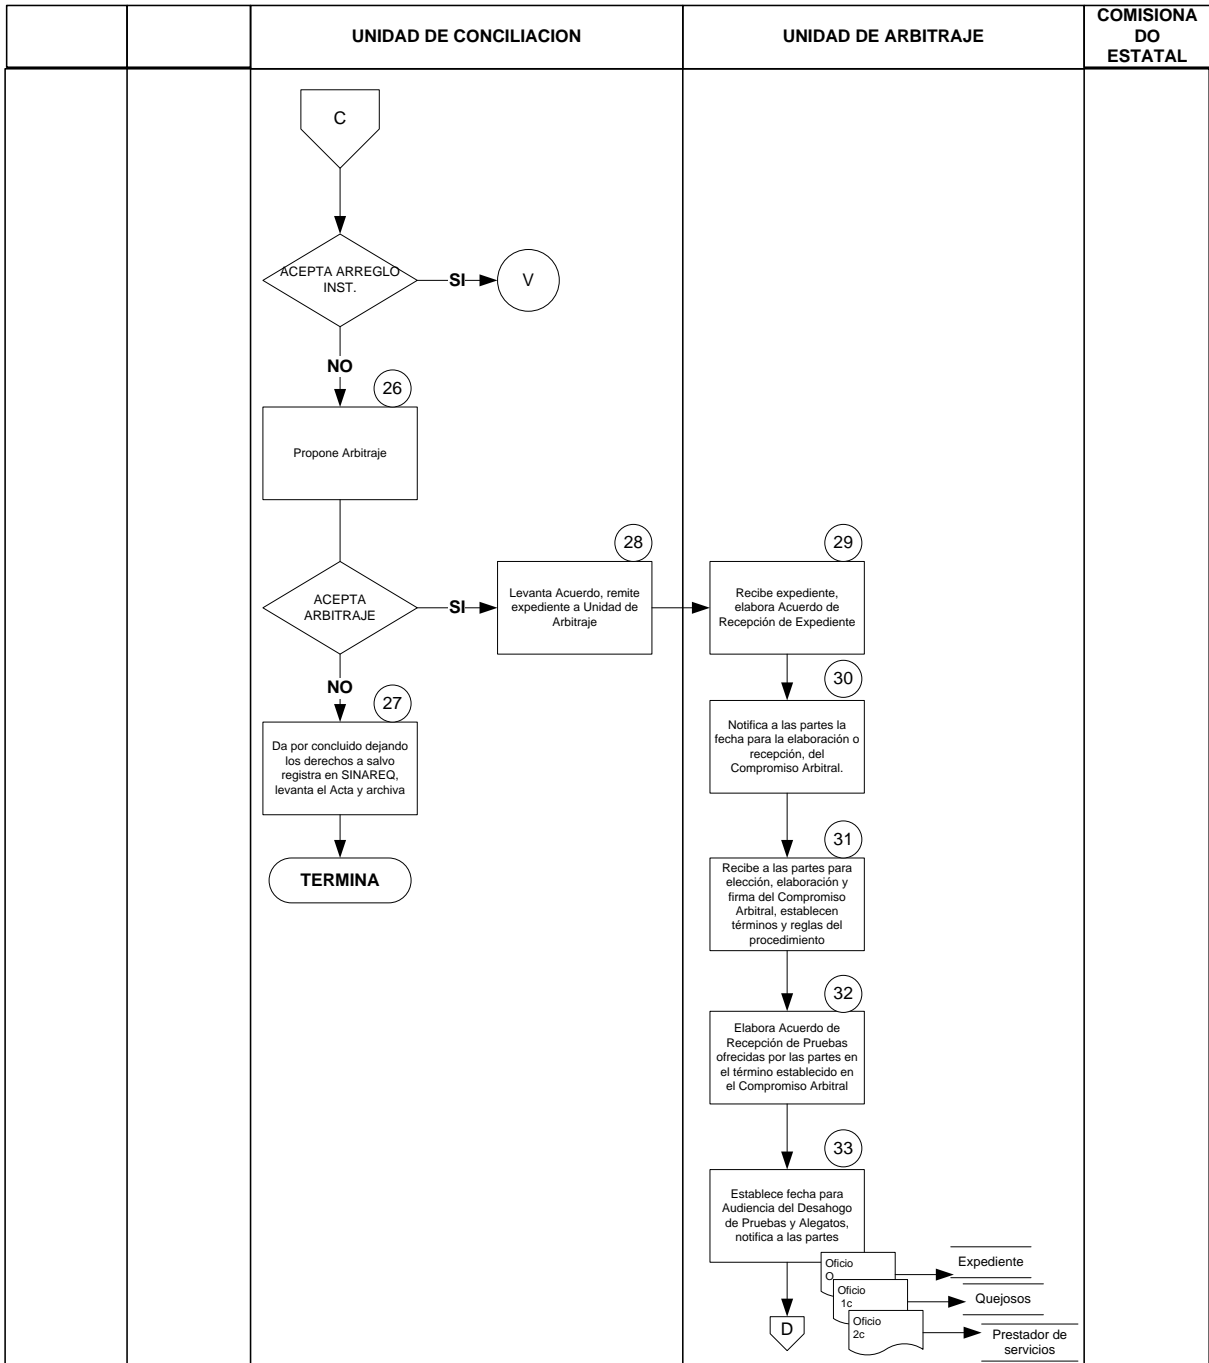 UNIDAD DE CONCILIACION
UNIDAD DE ARBITRAJE
COMISIONA
DO
ESTATAL
C
ACEPTA ARREGLO
INST.
SI
V
NO
26
Propone Arbitraje
ACEPTA
ARBITRAJE
SI
28
Levanta Acuerdo, remite
expediente a Unidad de
Arbitraje
NO
27
Da por concluido dejando
los derechos a salvo
registra en SINAREQ,
levanta el Acta y archiva
TERMINA
29
Recibe expediente,
elabora Acuerdo de
Recepción de Expediente
30
Notifica a las partes la
fecha para la elaboración o
recepción, del
Compromiso Arbitral.
31
Recibe a las partes para
elección, elaboración y
firma del Compromiso
Arbitral, establecen
términos y reglas del
procedimiento
32
Elabora Acuerdo de
Recepción de Pruebas
ofrecidas por las partes en
el término establecido en
el Compromiso Arbitral
33
Establece fecha para
Audiencia del Desahogo
de Pruebas y Alegatos,
notifica a las partes
Oficio
O
Expediente
Oficio
1c
Quejosos
Oficio
2c
Prestador de
servicios
D